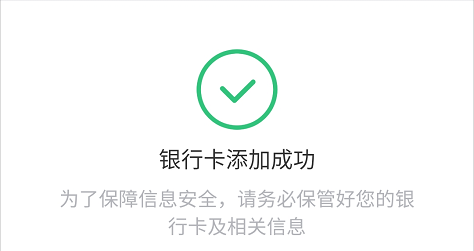 银行卡添加成功
为了保障信息安全，请务必保管好您的银
行卡及相关信息